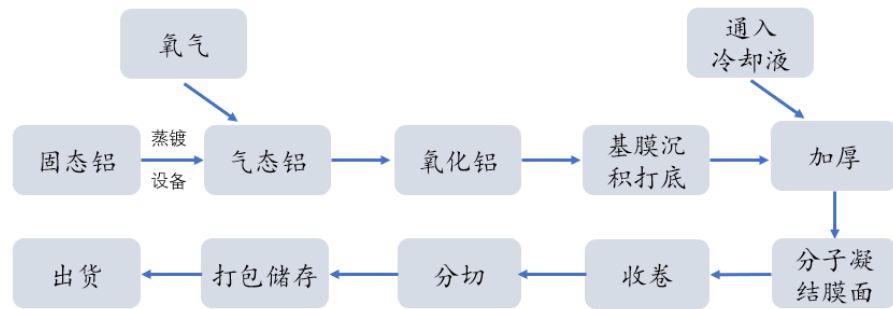 氧气
通入
冷却液
固态铝
蒸镀
设备
气态铝
氧化铝
基膜沉
积打底
加厚
出货
打包储存
分切
收卷
分子凝
结膜面